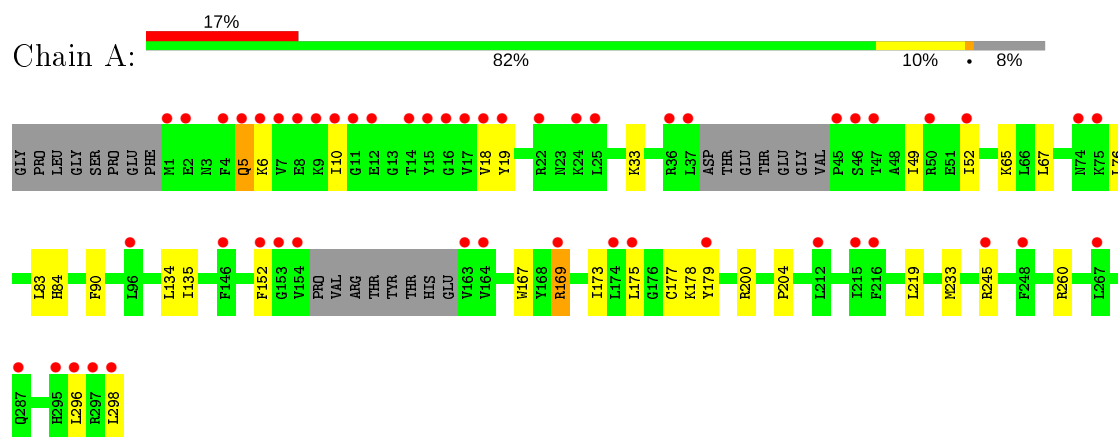 17%
Chain A:
82% 10% • 8%
GLY PRO LEU GLY SER PRO GLU PHE M1 E2 N3 F4 Q5 K6 V7 E8 K9 I10 G11 E12 G13 T14 Y15 G16 V17 V18 Y19 R22 N23 K24 L25 K33 R36 L37 ASP THR GLU THR GLU GLY VAL P45 S46 T47 A48 I49 R50 E51 I52 K65 L66 L67 N74 K75 L76
L83 H84 F90 L96 L134 I135 F146 F152 G153 V154 PRO VAL ARG THR TYR THR HIS GLU V163 V164 W167 Y168 R169 I173 L174 L175 G176 C177 K178 Y179 R200 P204 L212 I215 F216 L219 M233 R245 F248 R260 L267
Q287 H295 L296 R297 L298